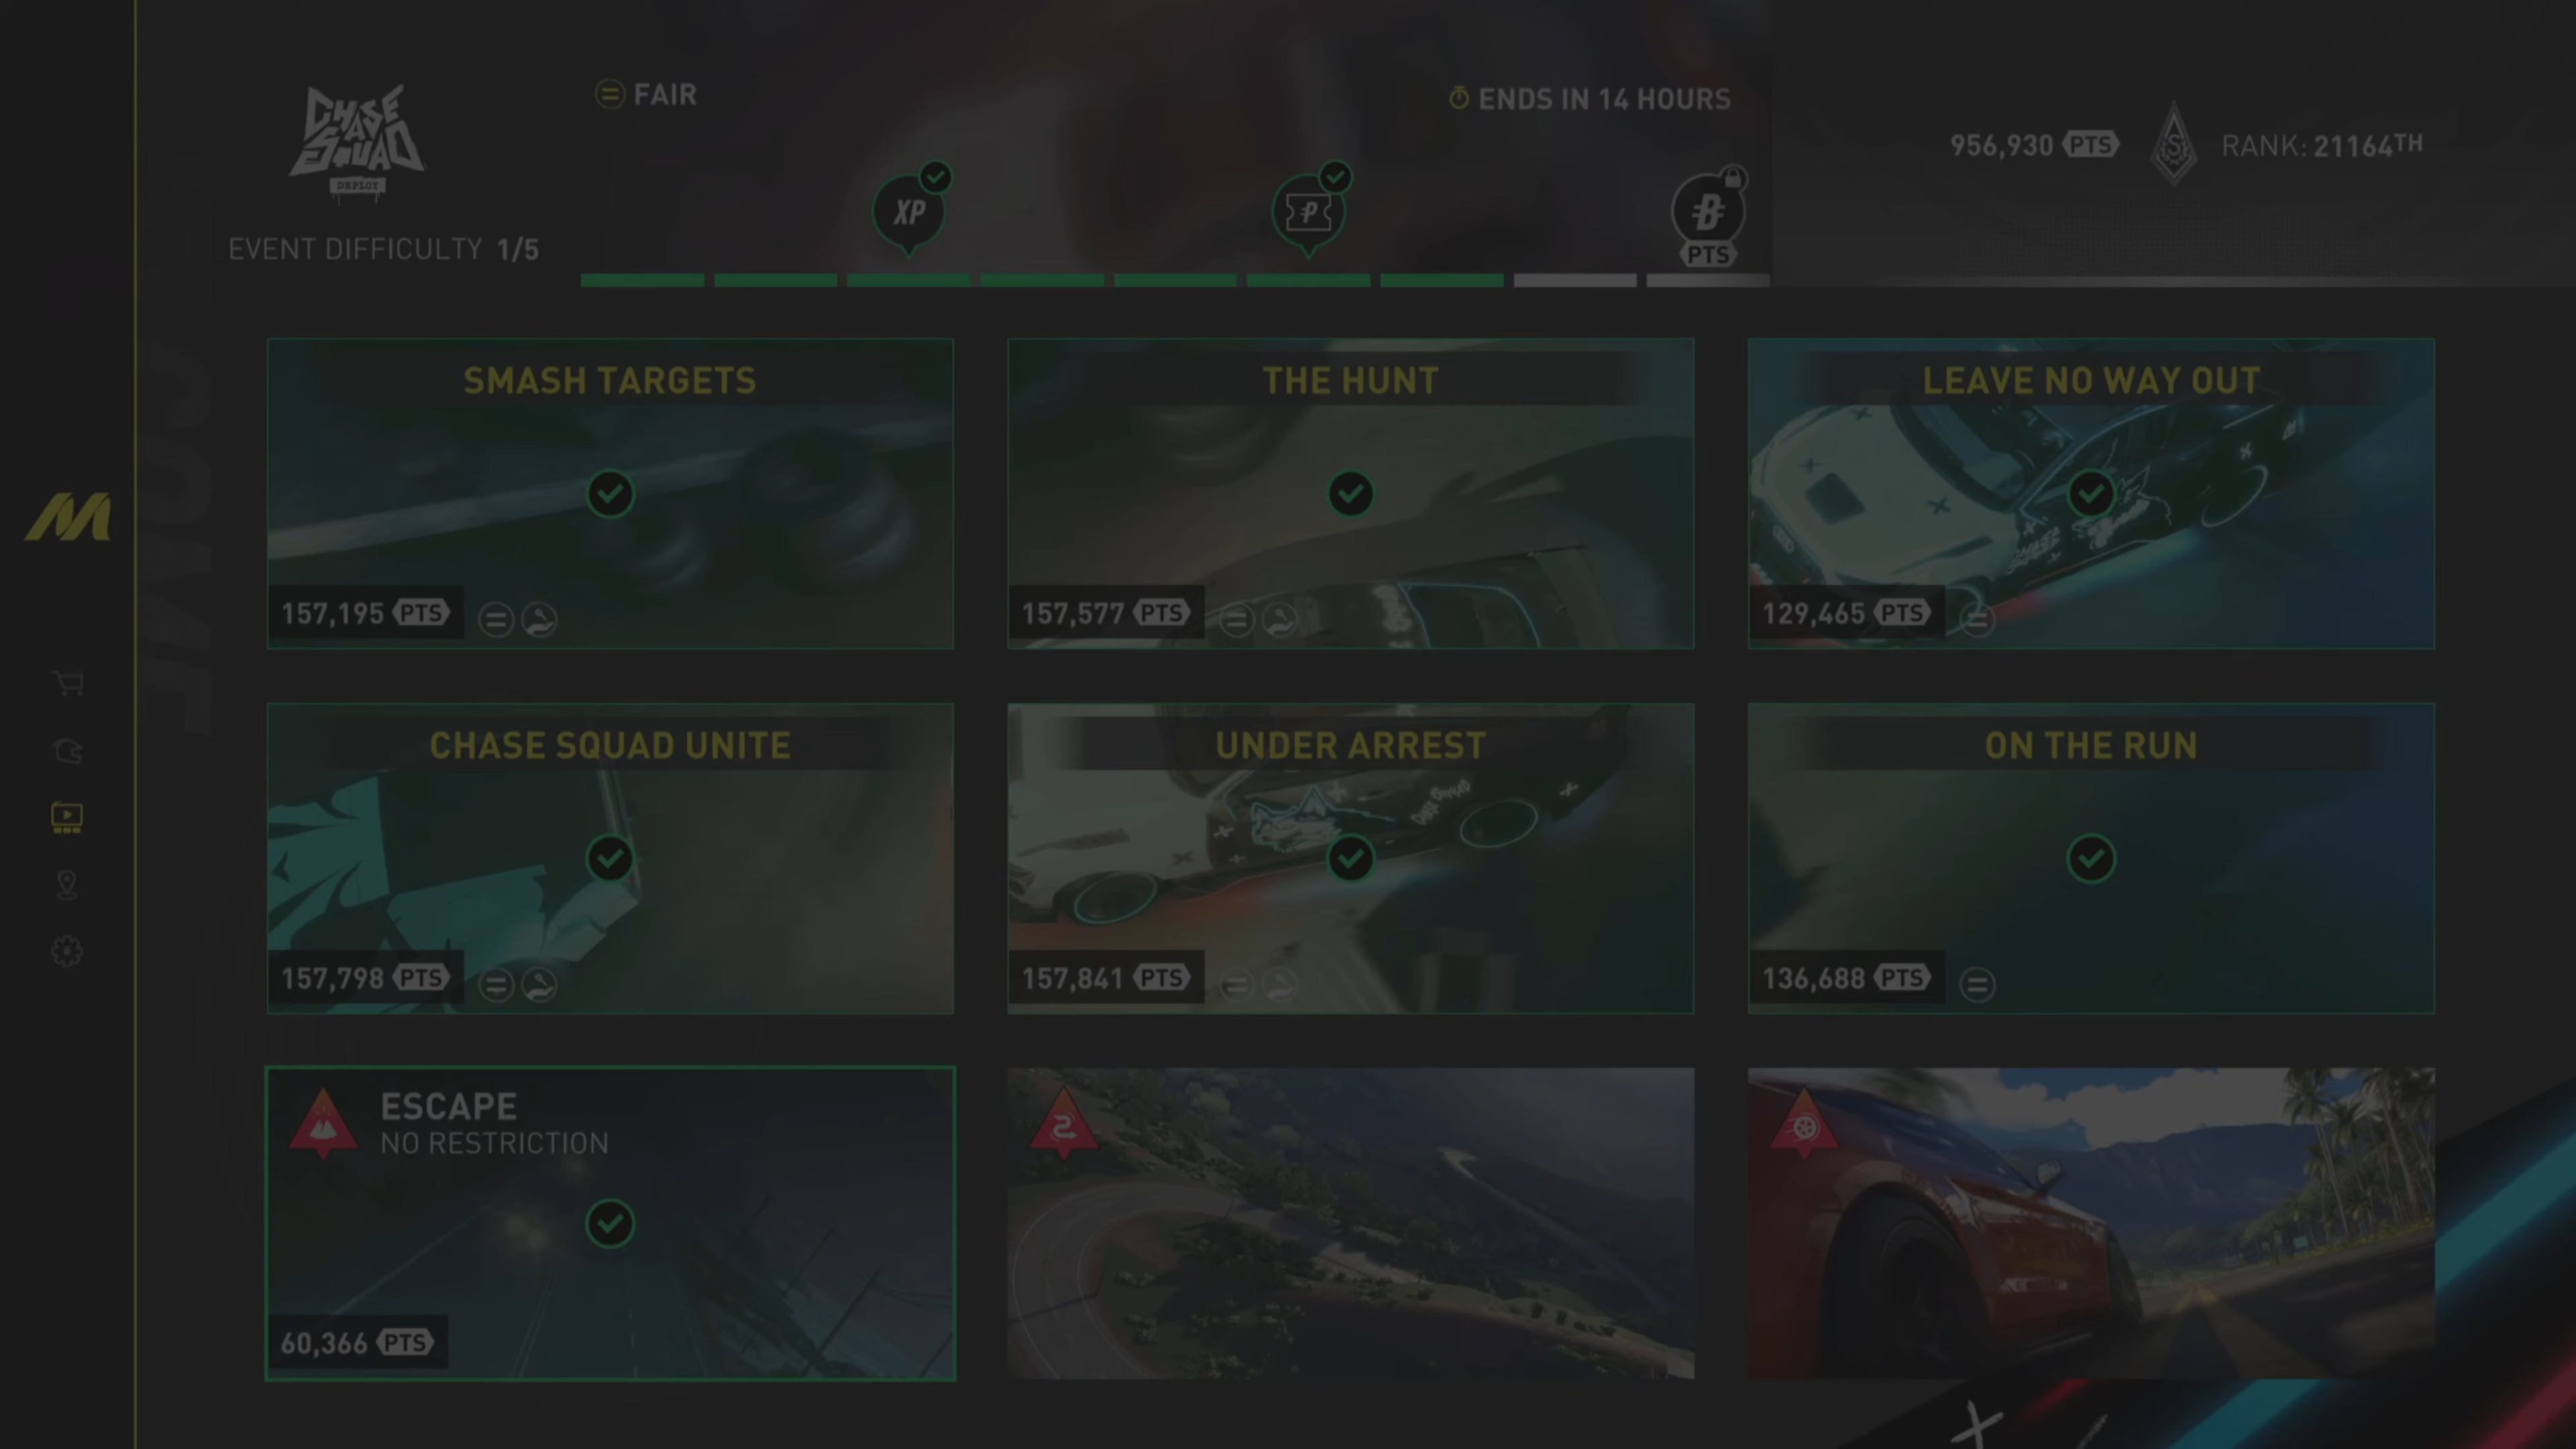 CHASE
SQUAD
DEPLOY
FAIR
ENDS IN 14 HOURS
956,930 PTS
S
RANK: 21164TH
XP
P
B
PTS
EVENT DIFFICULTY 1/5
SMASH TARGETS
THE HUNT
LEAVE NO WAY OUT
157,195 PTS
157,577 PTS
129,465 PTS
CHASE SQUAD UNITE
UNDER ARREST
ON THE RUN
157,798 PTS
157,841 PTS
136,688 PTS
ESCAPE
NO RESTRICTION
60,366 PTS